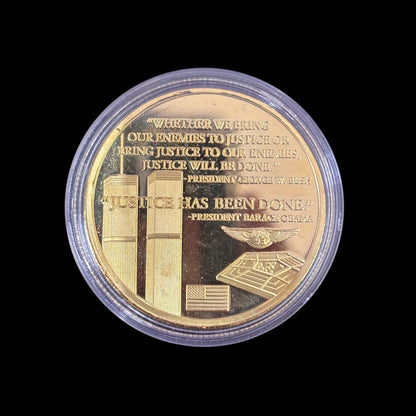 "WHETHER WE BRING
OUR ENEMIES TO JUSTICE OR
BRING JUSTICE TO OUR ENEMIES,
JUSTICE WILL BE DONE."
-PRESIDENT GEORGE W. BUSH
"JUSTICE HAS BEEN DONE."
-PRESIDENT BARACK OBAMA